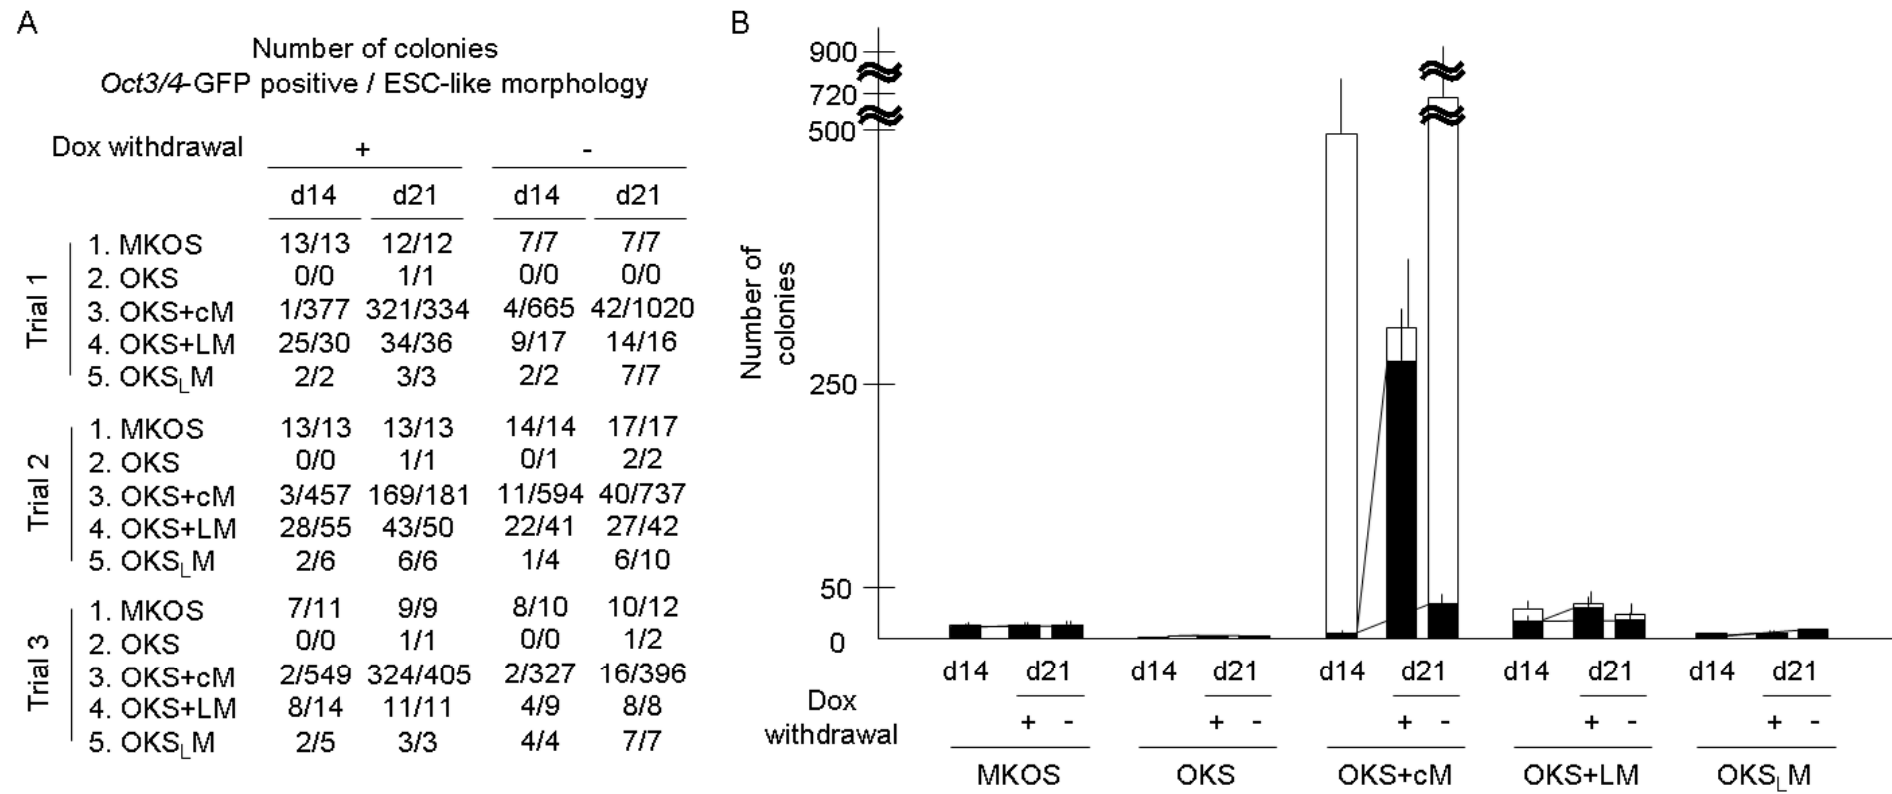 A
Number of colonies
Oct3/4-GFP positive / ESC-like morphology
Dox withdrawal + -
d14 d21 d14 d21
Trial 1
1. MKOS 13/13 12/12 7/7 7/7
2. OKS 0/0 1/1 0/0 0/0
3. OKS+cM 1/377 321/334 4/665 42/1020
4. OKS+LM 25/30 34/36 9/17 14/16
5. OKSLM 2/2 3/3 2/2 7/7
Trial 2
1. MKOS 13/13 13/13 14/14 17/17
2. OKS 0/0 1/1 0/1 2/2
3. OKS+cM 3/457 169/181 11/594 40/737
4. OKS+LM 28/55 43/50 22/41 27/42
5. OKSLM 2/6 6/6 1/4 6/10
Trial 3
1. MKOS 7/11 9/9 8/10 10/12
2. OKS 0/0 1/1 0/0 1/2
3. OKS+cM 2/549 324/405 2/327 16/396
4. OKS+LM 8/14 11/11 4/9 8/8
5. OKSLM 2/5 3/3 4/4 7/7
B
Number of
colonies
900
720
500
250
50
0
d14 d21 d14 d21 d14 d21 d14 d21 d14 d21
Dox
withdrawal
+ - + - + - + - + -
MKOS OKS OKS+cM OKS+LM OKSLM